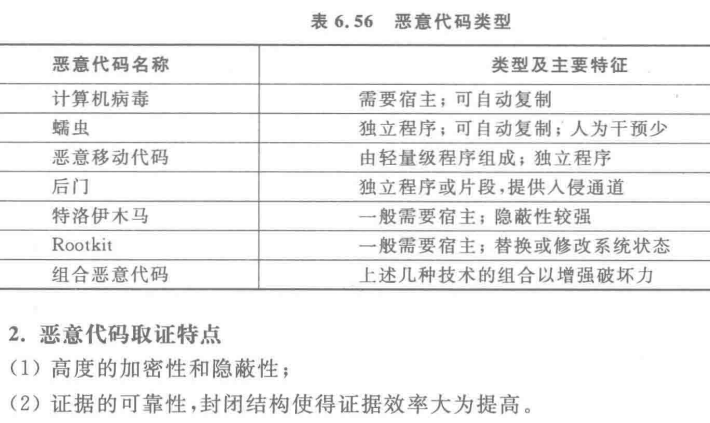 表 6.56 恶意代码类型
恶意代码名称 类型及主要特征
计算机病毒 需要宿主；可自动复制
蠕虫 独立程序；可自动复制；人为干预少
恶意移动代码 由轻量级程序组成；独立程序
后门 独立程序或片段，提供入侵通道
特洛伊木马 一般需要宿主；隐蔽性较强
Rootkit 一般需要宿主；替换或修改系统状态
组合恶意代码 上述几种技术的组合以增强破坏力
2. 恶意代码取证特点
（1）高度的加密性和隐蔽性；
（2）证据的可靠性，封闭结构使得证据效率大为提高。